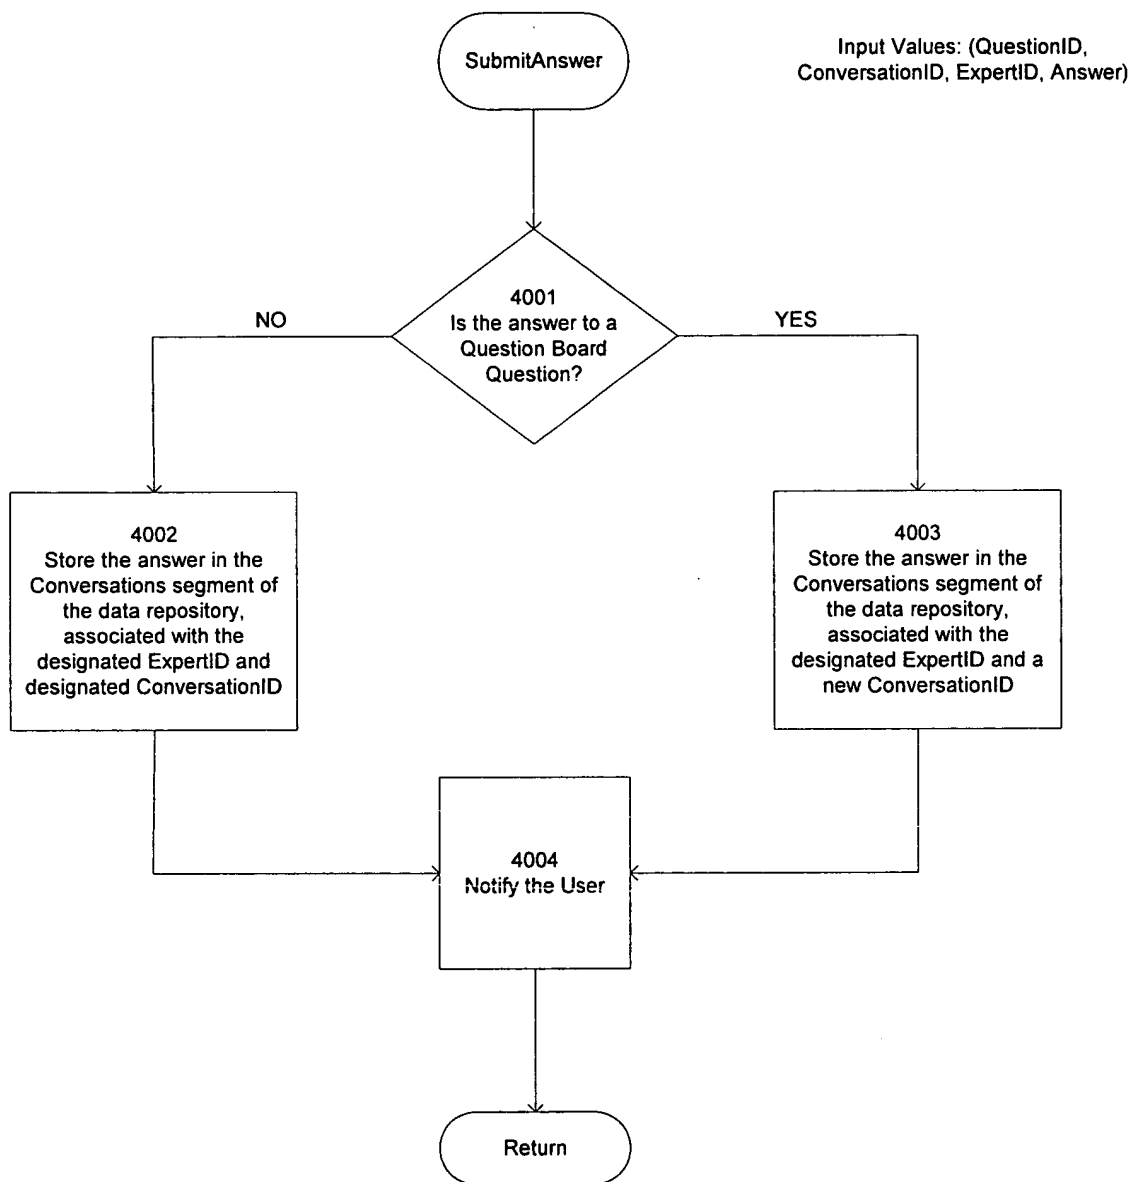 SubmitAnswer
Input Values: (QuestionID,
ConversationID, ExpertID, Answer)
4001
Is the answer to a
Question Board
Question?
NO
YES
4002
Store the answer in the
Conversations segment of
the data repository,
associated with the
designated ExpertID and
designated ConversationID
4003
Store the answer in the
Conversations segment of
the data repository,
associated with the
designated ExpertID and a
new ConversationID
4004
Notify the User
Return